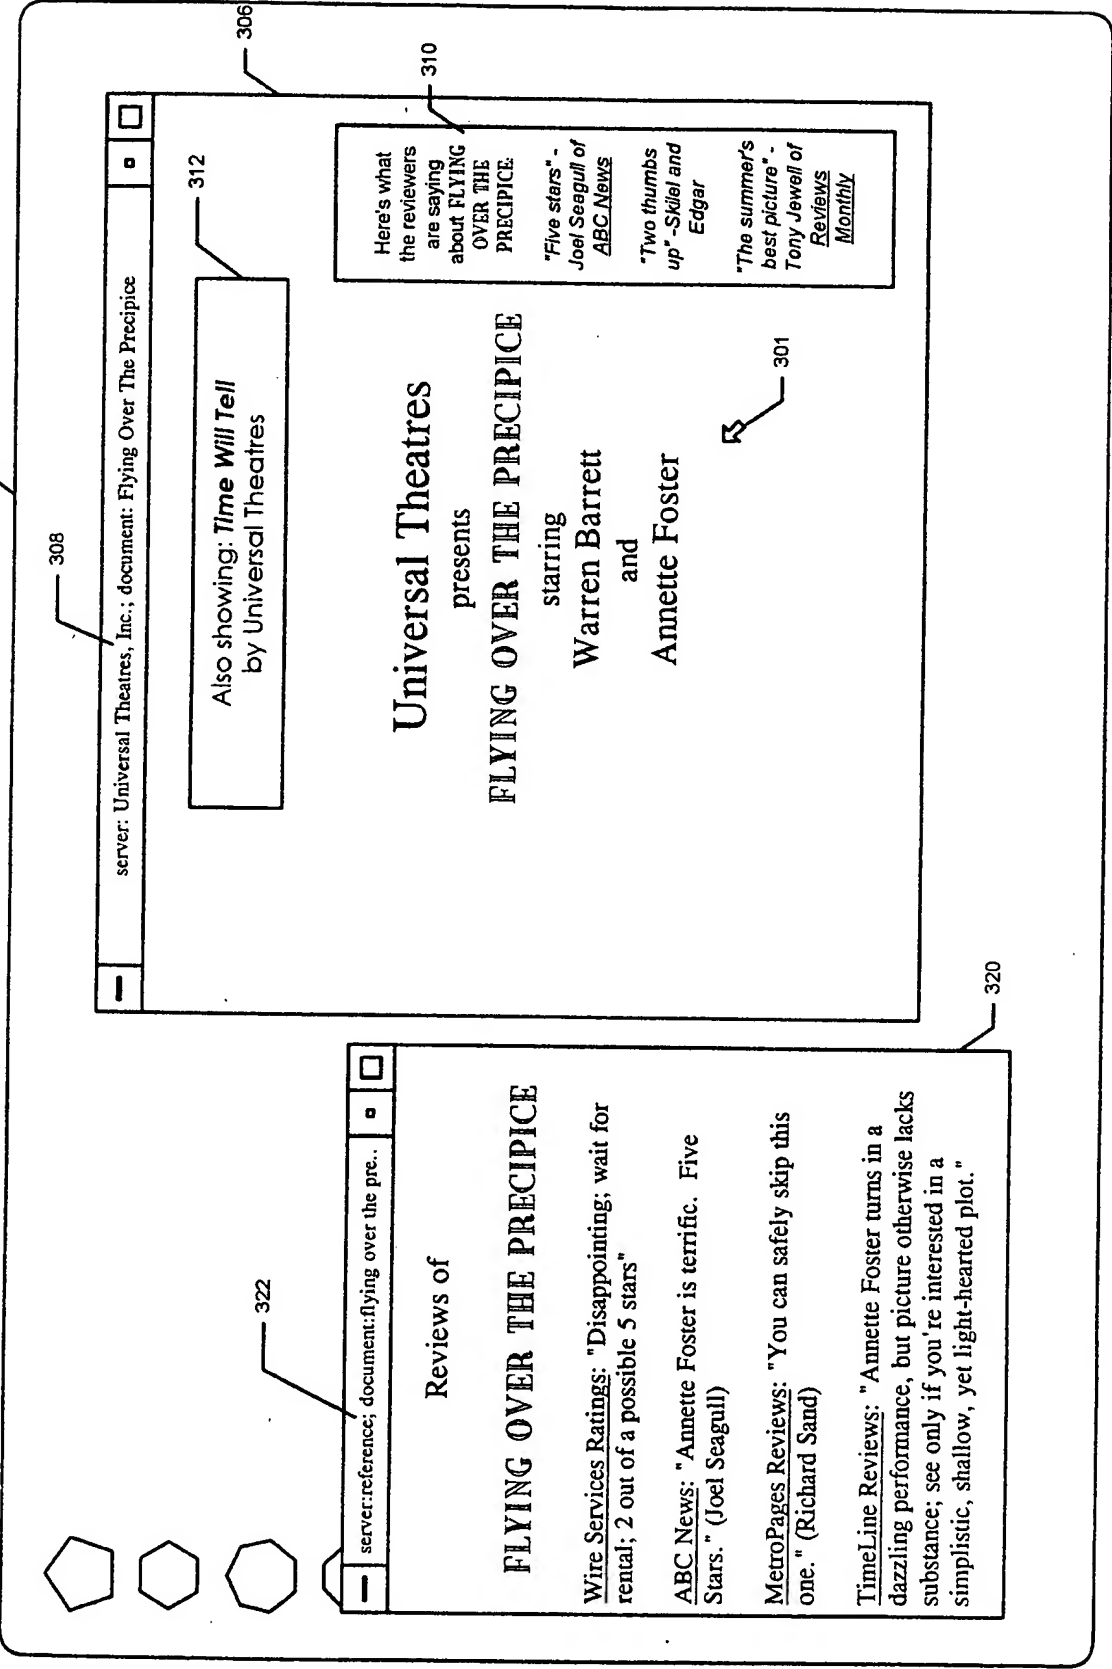 306
308
server: Universal Theatres, Inc.; document: Flying Over The Precipice
312
Also showing: Time Will Tell
by Universal Theatres
310
Here's what
the reviewers
are saying
about FLYING
OVER THE
PRECIPICE:
"Five stars" -
Joel Seagull of
ABC News
"Two thumbs
up" -Skilel and
Edgar
"The summer's
best picture" -
Tony Jewell of
Reviews
Monthly
Universal Theatres
presents
FLYING OVER THE PRECIPICE
starring
Warren Barrett
and
Annette Foster
301
322
server:reference; document:flying over the pre..
320
Reviews of
FLYING OVER THE PRECIPICE
Wire Services Ratings: "Disappointing; wait for
rental; 2 out of a possible 5 stars"
ABC News: "Annette Foster is terrific. Five
Stars." (Joel Seagull)
MetroPages Reviews: "You can safely skip this
one." (Richard Sand)
TimeLine Reviews: "Annette Foster turns in a
dazzling performance, but picture otherwise lacks
substance; see only if you're interested in a
simplistic, shallow, yet light-hearted plot."